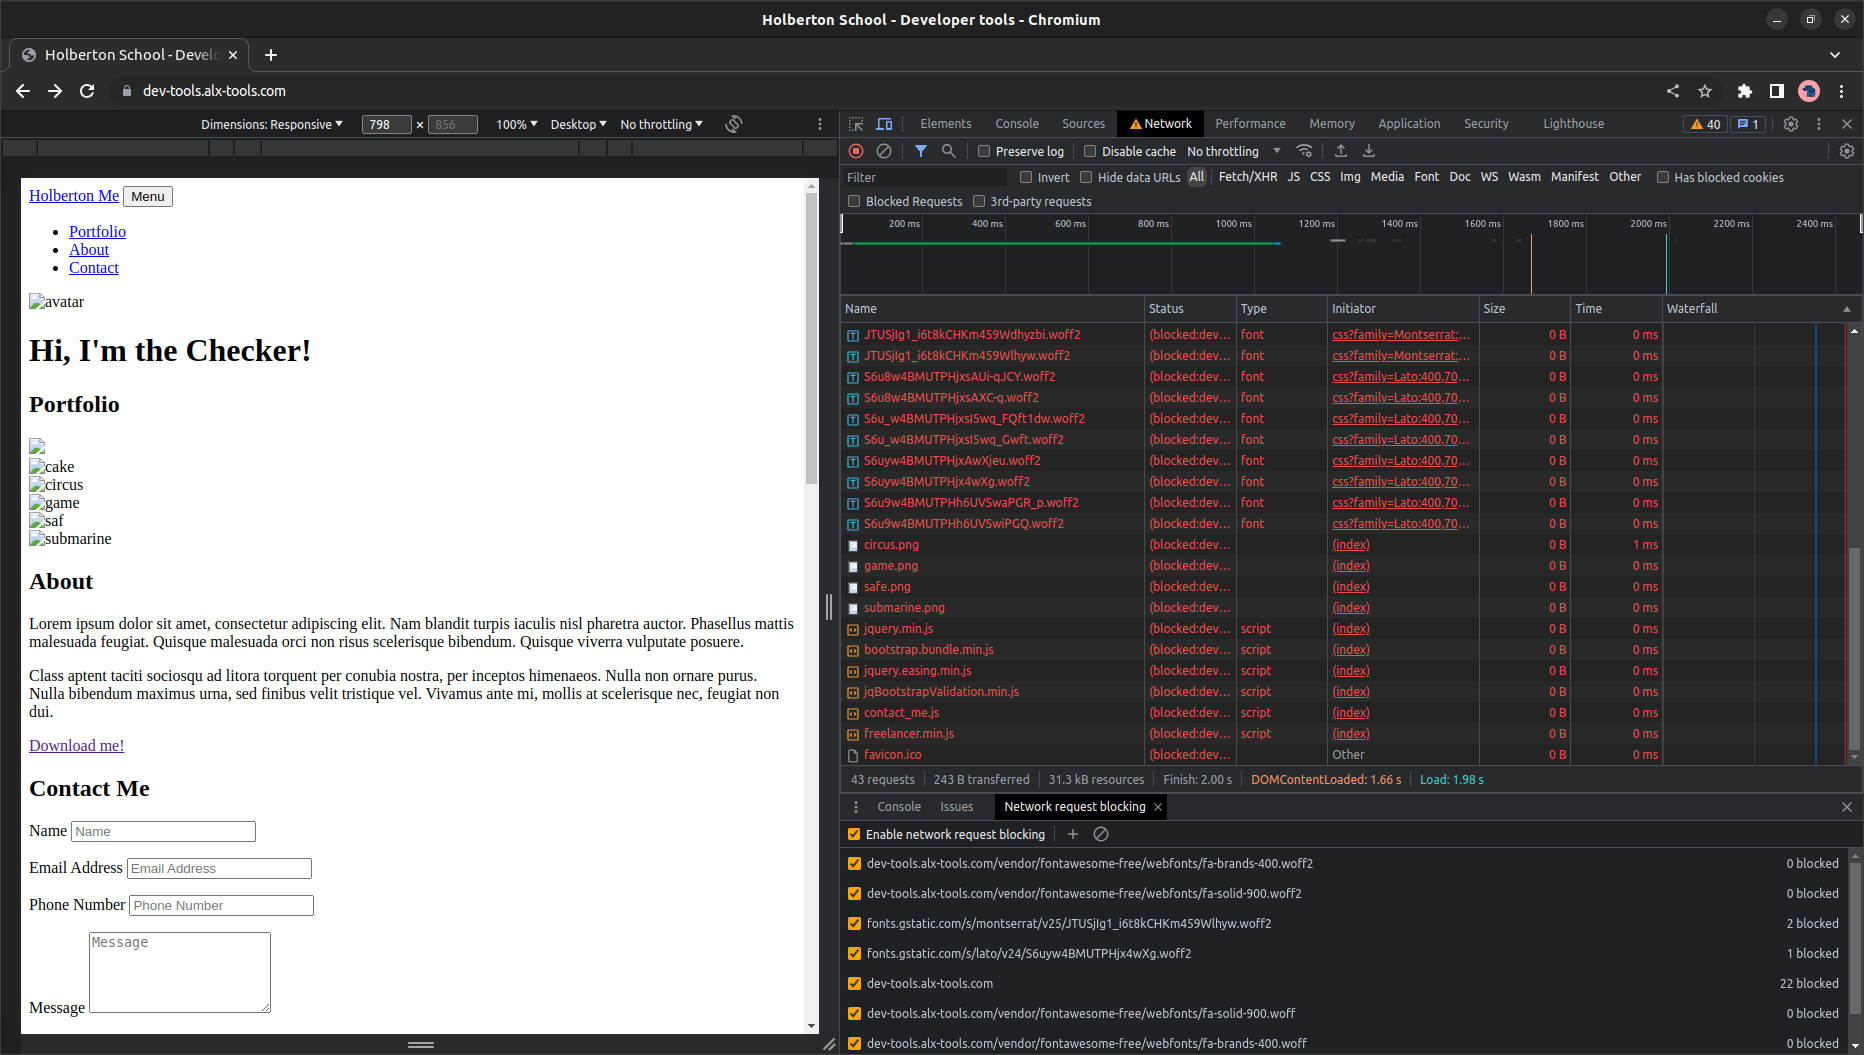 Holberton School - Developer tools - Chromium
Holberton School - Develo
dev-tools.alx-tools.com
Dimensions: Responsive 798 × 856 100% Desktop No throttling
Holberton Me Menu
Portfolio
About
Contact
avatar
Hi, I'm the Checker!
Portfolio
cake
circus
game
saf
submarine
About
Lorem ipsum dolor sit amet, consectetur adipiscing elit. Nam blandit turpis iaculis nisl pharetra auctor. Phasellus mattis
malesuada feugiat. Quisque malesuada orci non risus scelerisque bibendum. Quisque viverra vulputate posuere.
Class aptent taciti sociosqu ad litora torquent per conubia nostra, per inceptos himenaeos. Nulla non ornare purus.
Nulla bibendum maximus urna, sed finibus velit tristique vel. Vivamus ante mi, mollis at scelerisque nec, feugiat non
dui.
Download me!
Contact Me
Name Name
Email Address Email Address
Phone Number Phone Number
Message Message
Elements Console Sources Network Performance Memory Application Security Lighthouse 40 1
Preserve log Disable cache No throttling
Filter Invert Hide data URLs All Fetch/XHR JS CSS Img Media Font Doc WS Wasm Manifest Other Has blocked cookies
Blocked Requests 3rd-party requests
200 ms 400 ms 600 ms 800 ms 1000 ms 1200 ms 1400 ms 1600 ms 1800 ms 2000 ms 2200 ms 2400 ms
Name Status Type Initiator Size Time Waterfall
JTUSjIg1_i6t8kCHKm459Wdhyzbi.woff2 (blocked:dev... font css?family=Montserrat:... 0 B 0 ms
JTUSjIg1_i6t8kCHKm459Wlhyw.woff2 (blocked:dev... font css?family=Montserrat:... 0 B 0 ms
S6u8w4BMUTPHjxsAUi-qJCY.woff2 (blocked:dev... font css?family=Lato:400,70... 0 B 0 ms
S6u8w4BMUTPHjxsAXC-q.woff2 (blocked:dev... font css?family=Lato:400,70... 0 B 0 ms
S6u_w4BMUTPHjxsI5wq_FQft1dw.woff2 (blocked:dev... font css?family=Lato:400,70... 0 B 0 ms
S6u_w4BMUTPHjxsI5wq_Gwft.woff2 (blocked:dev... font css?family=Lato:400,70... 0 B 0 ms
S6uyw4BMUTPHjxAwXjeu.woff2 (blocked:dev... font css?family=Lato:400,70... 0 B 0 ms
S6uyw4BMUTPHjx4wXg.woff2 (blocked:dev... font css?family=Lato:400,70... 0 B 0 ms
S6u9w4BMUTPHh6UVSwaPGR_p.woff2 (blocked:dev... font css?family=Lato:400,70... 0 B 0 ms
S6u9w4BMUTPHh6UVSwiPGQ.woff2 (blocked:dev... font css?family=Lato:400,70... 0 B 0 ms
circus.png (blocked:dev... (index) 0 B 1 ms
game.png (blocked:dev... (index) 0 B 0 ms
safe.png (blocked:dev... (index) 0 B 0 ms
submarine.png (blocked:dev... (index) 0 B 0 ms
jquery.min.js (blocked:dev... script (index) 0 B 0 ms
bootstrap.bundle.min.js (blocked:dev... script (index) 0 B 0 ms
jquery.easing.min.js (blocked:dev... script (index) 0 B 0 ms
jqBootstrapValidation.min.js (blocked:dev... script (index) 0 B 0 ms
contact_me.js (blocked:dev... script (index) 0 B 0 ms
freelancer.min.js (blocked:dev... script (index) 0 B 0 ms
favicon.ico (blocked:dev... Other 0 B 0 ms
43 requests 243 B transferred 31.3 kB resources Finish: 2.00 s DOMContentLoaded: 1.66 s Load: 1.98 s
Console Issues Network request blocking
Enable network request blocking
dev-tools.alx-tools.com/vendor/fontawesome-free/webfonts/fa-brands-400.woff2 0 blocked
dev-tools.alx-tools.com/vendor/fontawesome-free/webfonts/fa-solid-900.woff2 0 blocked
fonts.gstatic.com/s/montserrat/v25/JTUSjIg1_i6t8kCHKm459Wlhyw.woff2 2 blocked
fonts.gstatic.com/s/lato/v24/S6uyw4BMUTPHjx4wXg.woff2 1 blocked
dev-tools.alx-tools.com 22 blocked
dev-tools.alx-tools.com/vendor/fontawesome-free/webfonts/fa-solid-900.woff 0 blocked
dev-tools.alx-tools.com/vendor/fontawesome-free/webfonts/fa-brands-400.woff 0 blocked